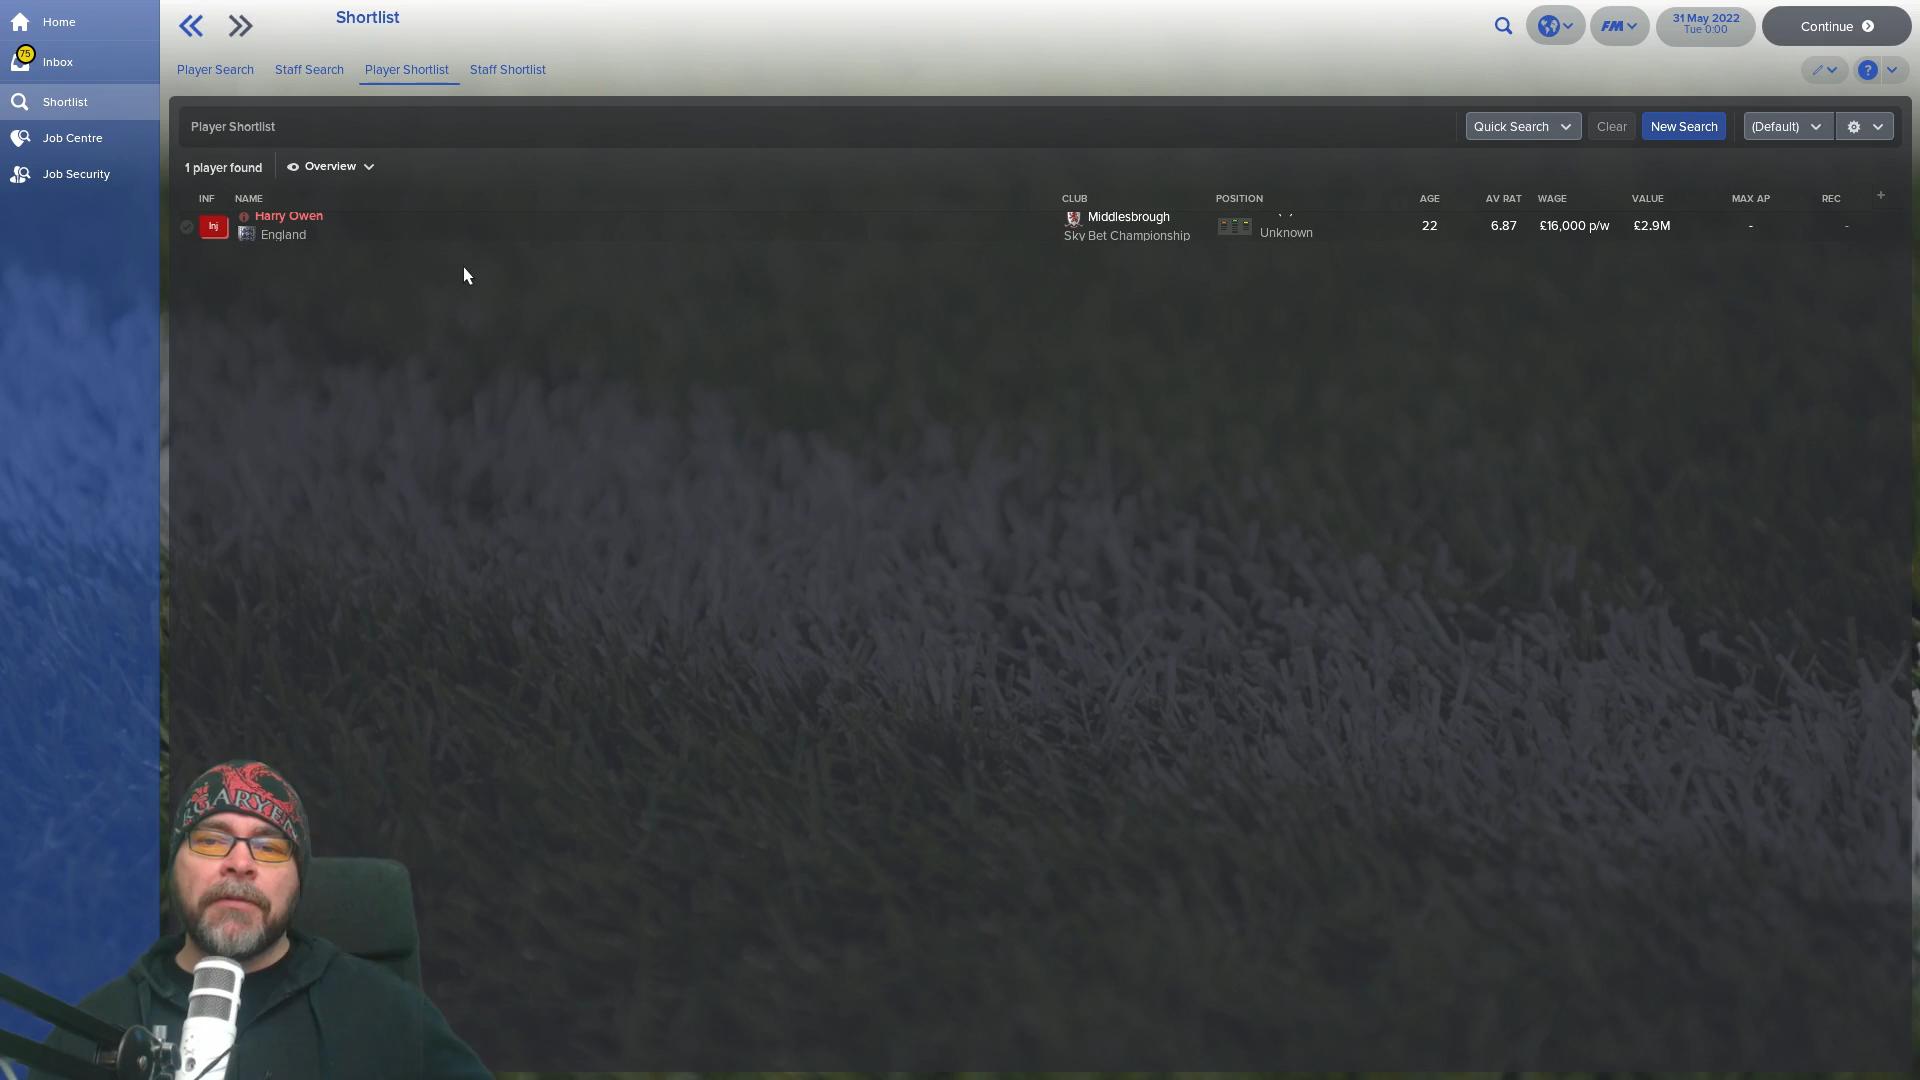 Home
75
Inbox
Shortlist
Job Centre
Job Security
Shortlist
FM
31 May 2022
Tue 0:00
Continue
Player Search
Staff Search
Player Shortlist
Staff Shortlist
?
Player Shortlist
Quick Search
Clear
New Search
(Default)
1 player found
Overview
INF
NAME
CLUB
POSITION
AGE
AV RAT
WAGE
VALUE
MAX AP
REC
+
Inj
Harry Owen
England
Middlesbrough
Sky Bet Championship
Unknown
22
6.87
£16,000 p/w
£2.9M
-
-
GARYEN